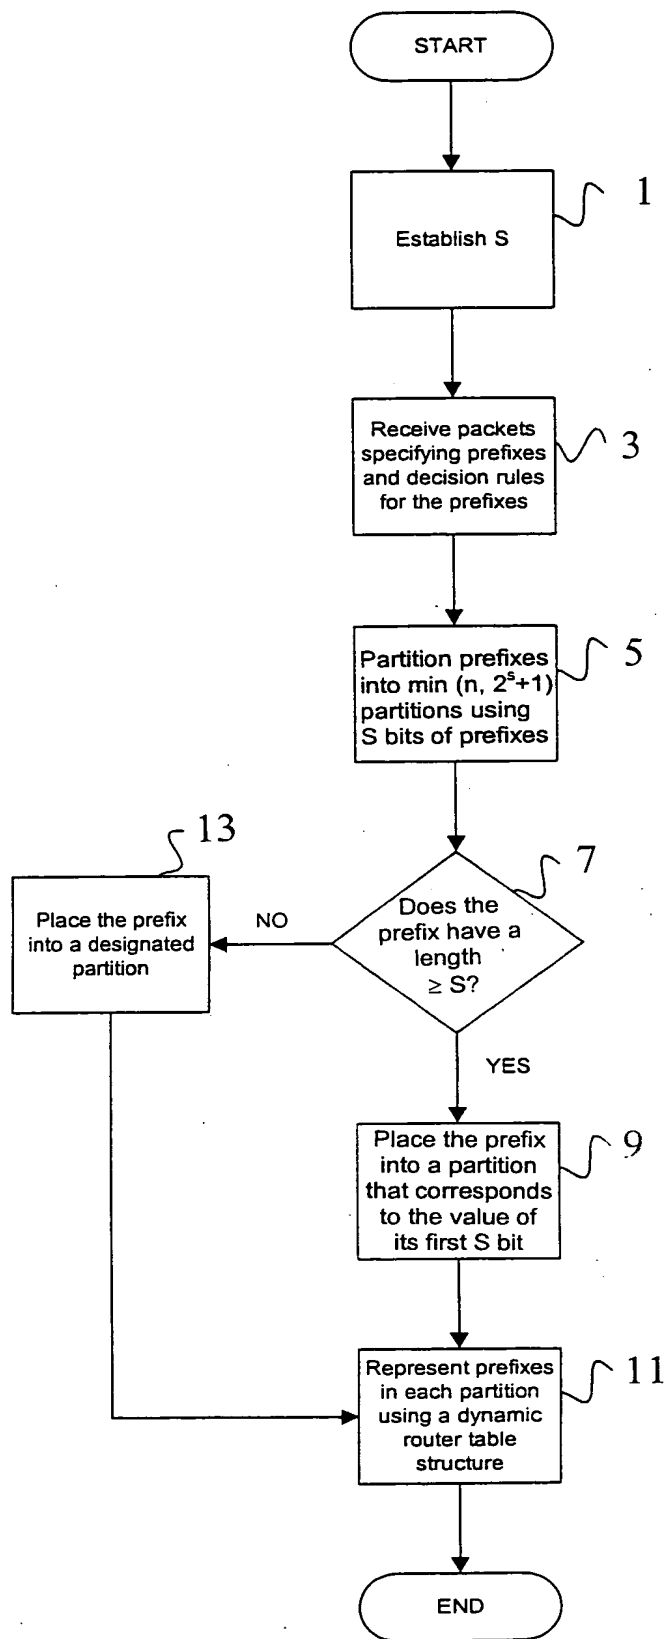 START
1
Establish S
Receive packets
specifying prefixes
and decision rules
for the prefixes
3
Partition prefixes
into min (n, 2ˢ+1)
partitions using
S bits of prefixes
5
13
7
Place the prefix
into a designated
partition
NO
Does the
prefix have a
length
≥ S?
YES
Place the prefix
into a partition
that corresponds
to the value of
its first S bit
9
Represent prefixes
in each partition
using a dynamic
router table
structure
11
END